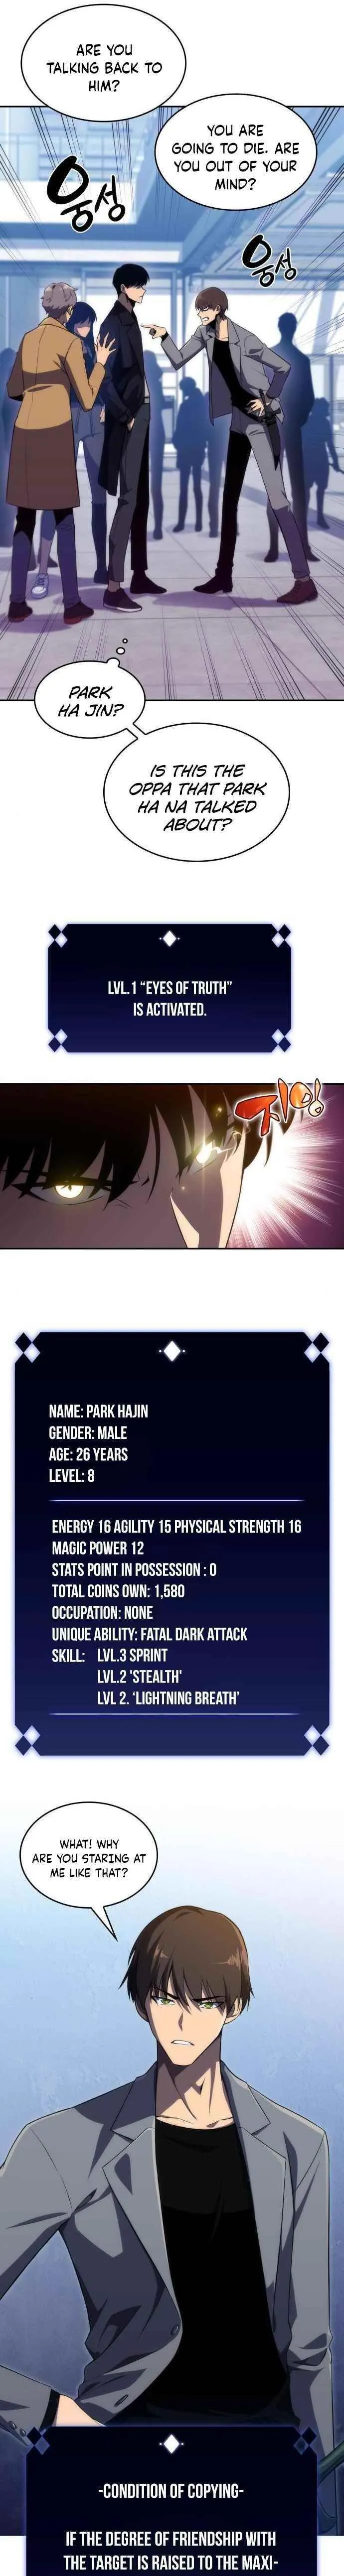 ARE YOU
TALKING BACK TO
HIM?
YOU ARE
GOING TO DIE. ARE
YOU OUT OF YOUR
MIND?
웅성
웅성
PARK
HA JIN?
IS THIS THE
OPPA THAT PARK
HA NA TALKED
ABOUT?
LVL.1 “EYES OF TRUTH”
IS ACTIVATED.
지이잉!
NAME: PARK HAJIN
GENDER: MALE
AGE: 26 YEARS
LEVEL: 8
ENERGY 16 AGILITY 15 PHYSICAL STRENGTH 16
MAGIC POWER 12
STATS POINT IN POSSESSION : 0
TOTAL COINS OWN: 1,580
OCCUPATION: NONE
UNIQUE ABILITY: FATAL DARK ATTACK
SKILL: LVL.3 SPRINT
LVL.2 'STEALTH'
LVL 2. ‘LIGHTNING BREATH’
WHAT! WHY
ARE YOU STARING AT
ME LIKE THAT?
-CONDITION OF COPYING-
IF THE DEGREE OF FRIENDSHIP WITH
THE TARGET IS RAISED TO THE MAXI-